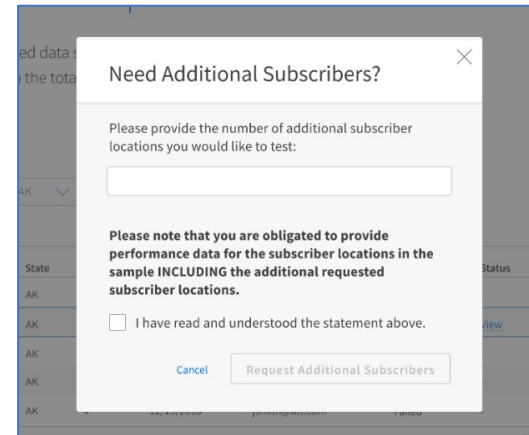 ed data
the tota
Need Additional Subscribers?
Please provide the number of additional subscriber
locations you would like to test:
AK
Please note that you are obligated to provide
performance data for the subscriber locations in the
sample INCLUDING the additional requested
subscriber locations.
State
Status
AK
I have read and understood the statement above.
AK
View
AK
Cancel
Request Additional Subscribers
AK
AK